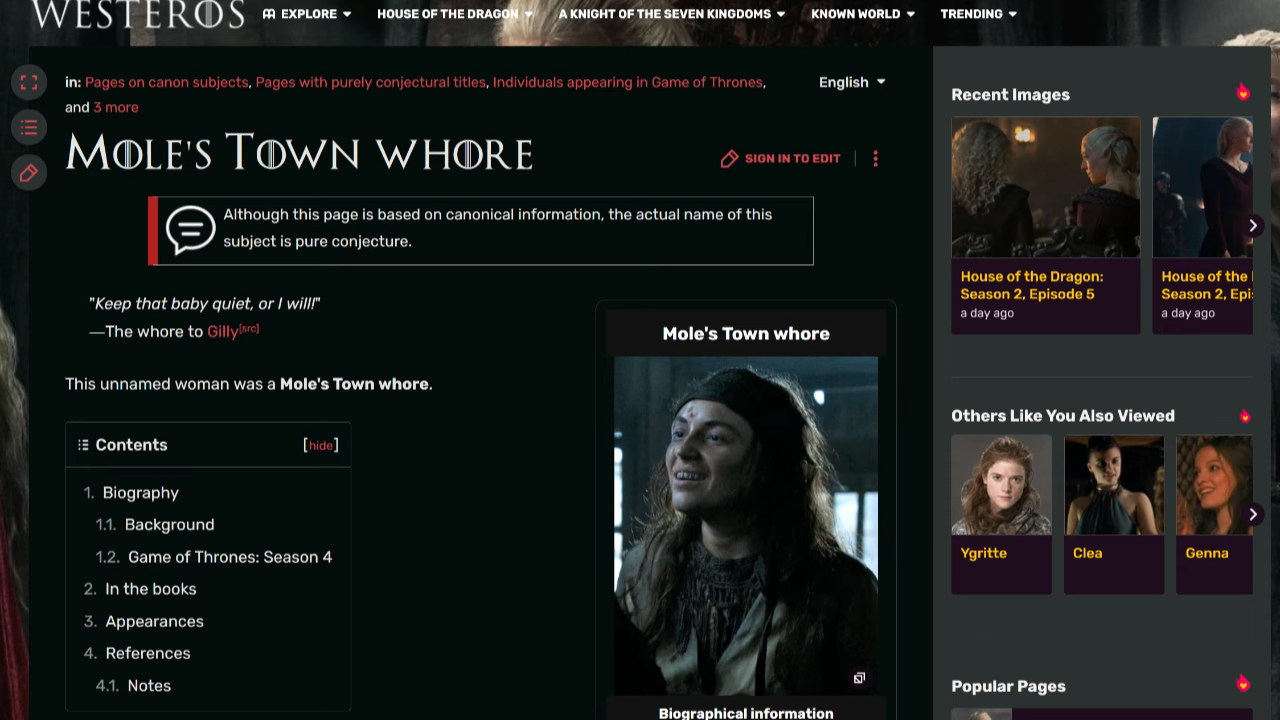 WESTEROS
EXPLORE
HOUSE OF THE DRAGON
A KNIGHT OF THE SEVEN KINGDOMS
KNOWN WORLD
TRENDING
in: Pages on canon subjects, Pages with purely conjectural titles, Individuals appearing in Game of Thrones,
and 3 more
English
Mole's Town whore
SIGN IN TO EDIT
Although this page is based on canonical information, the actual name of this
subject is pure conjecture.
"Keep that baby quiet, or I will!"
—The whore to Gilly[src]
This unnamed woman was a Mole's Town whore.
Contents [hide]
1. Biography
1.1. Background
1.2. Game of Thrones: Season 4
2. In the books
3. Appearances
4. References
4.1. Notes
Mole's Town whore
Biographical information
Recent Images
House of the Dragon:
Season 2, Episode 5
a day ago
House of the
Season 2,
a day ago
Others Like You Also Viewed
Ygritte
Clea
Genna
Popular Pages